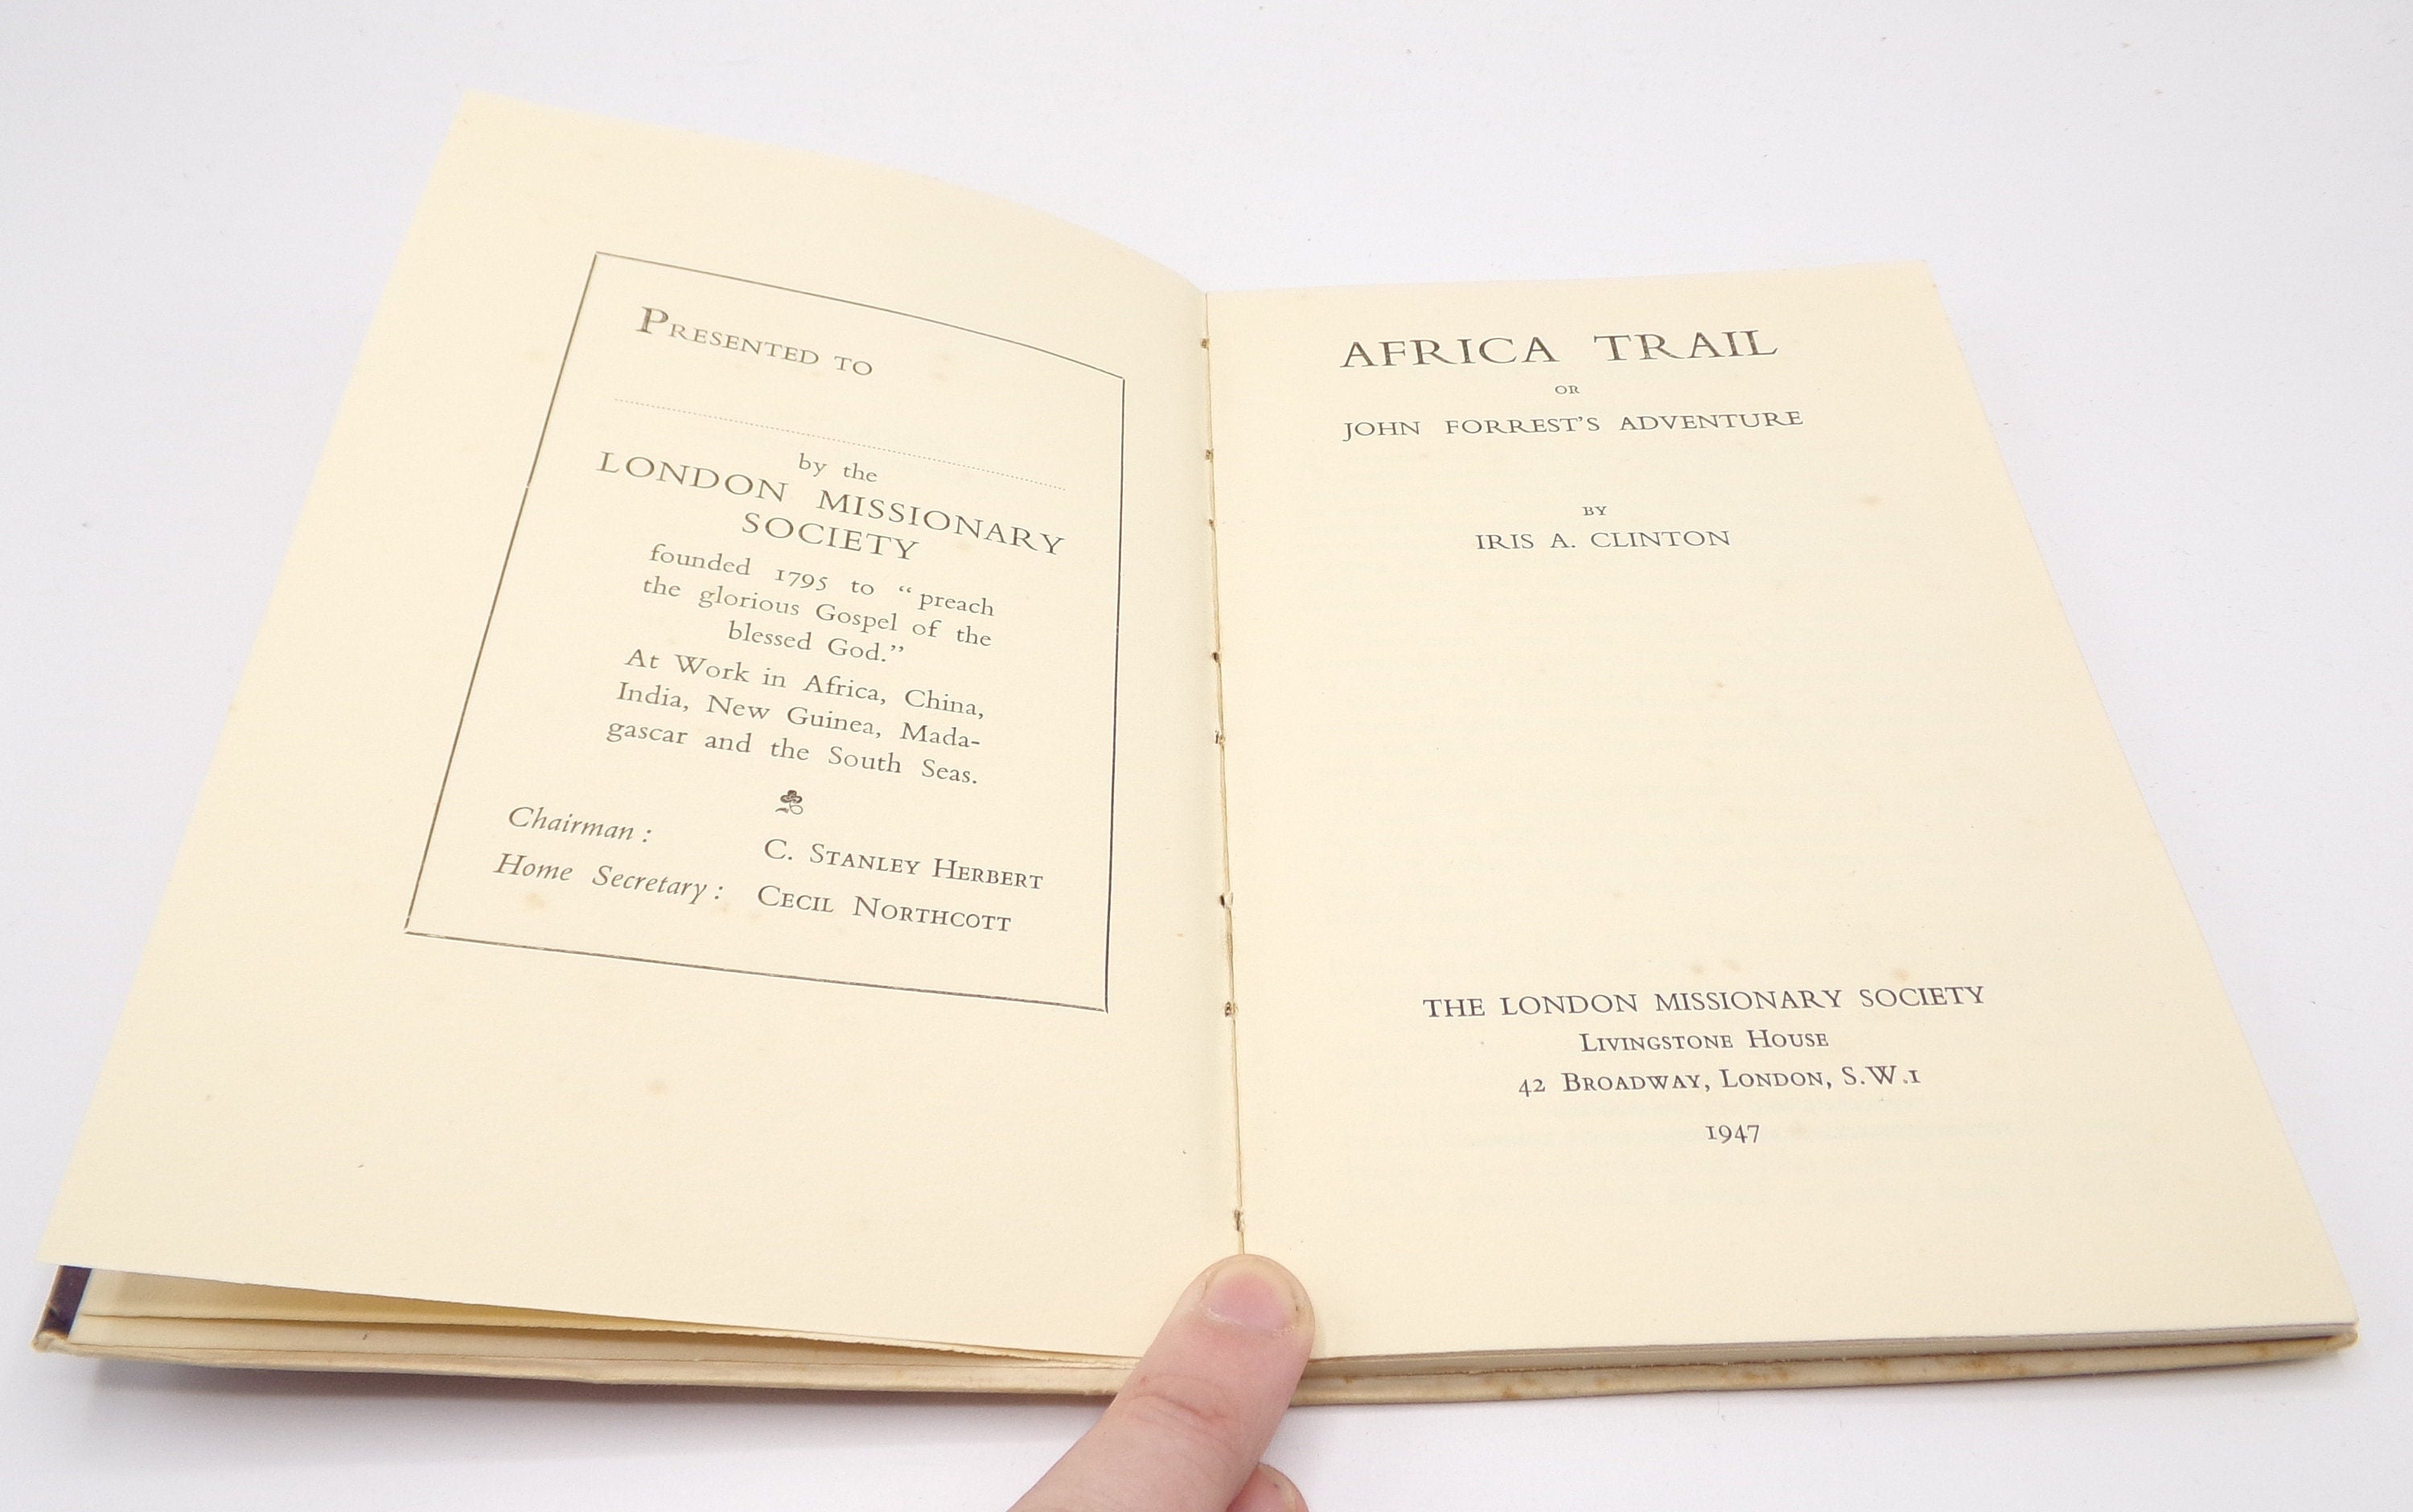 PRESENTED TO
by the
LONDON MISSIONARY
SOCIETY
founded 1795 to “ preach
the glorious Gospel of the
blessed God.”
At Work in Africa, China,
India, New Guinea, Mada-
gascar and the South Seas.
Chairman : C. STANLEY HERBERT
Home Secretary : CECIL NORTHCOTT
AFRICA TRAIL
OR
JOHN FORREST’S ADVENTURE
BY
IRIS A. CLINTON
THE LONDON MISSIONARY SOCIETY
LIVINGSTONE HOUSE
42 BROADWAY, LONDON, S.W.1
1947